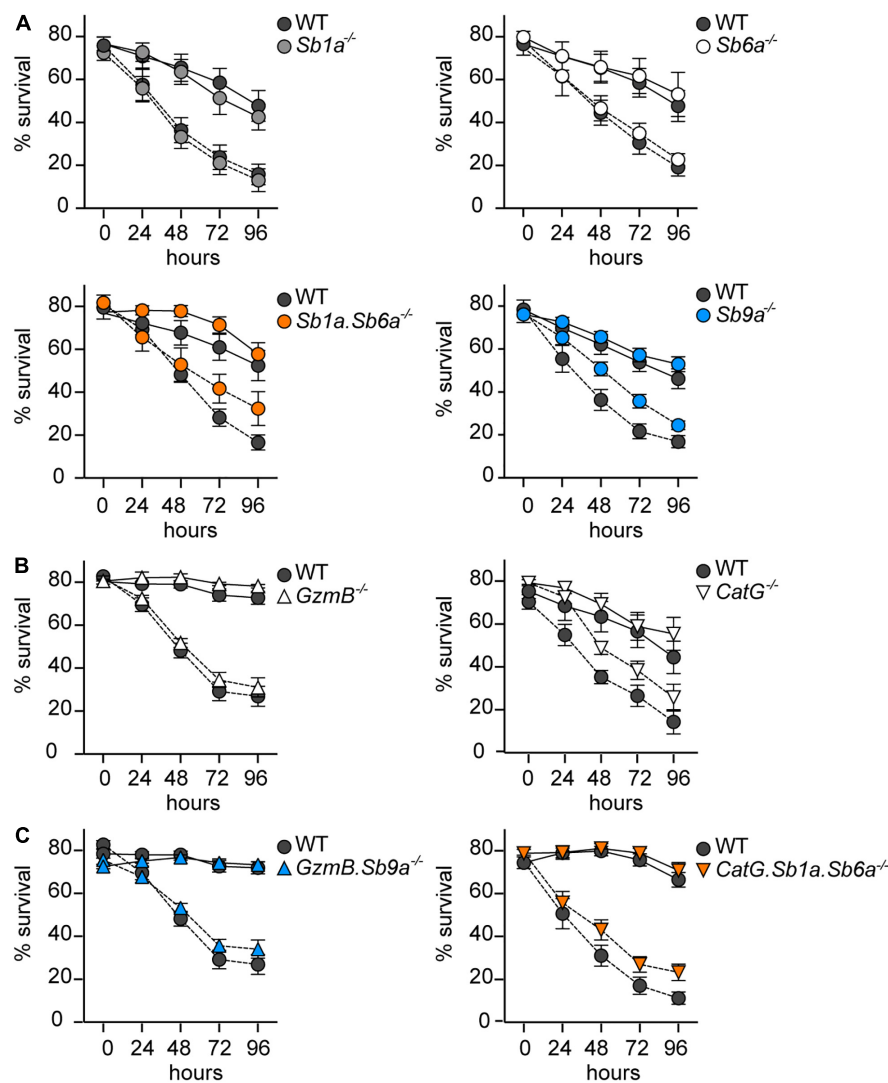 A
WT
Sb1a-/-
% survival
80
60
40
20
0
0 24 48 72 96
hours
WT
Sb6a-/-
% survival
80
60
40
20
0
0 24 48 72 96
hours
WT
Sb1a.Sb6a-/-
% survival
80
60
40
20
0
0 24 48 72 96
hours
WT
Sb9a-/-
% survival
80
60
40
20
0
0 24 48 72 96
hours
B
WT
GzmB-/-
% survival
80
60
40
20
0
0 24 48 72 96
hours
WT
CatG-/-
% survival
80
60
40
20
0
0 24 48 72 96
hours
C
WT
GzmB.Sb9a-/-
% survival
80
60
40
20
0
0 24 48 72 96
hours
WT
CatG.Sb1a.Sb6a-/-
% survival
80
60
40
20
0
0 24 48 72 96
hours